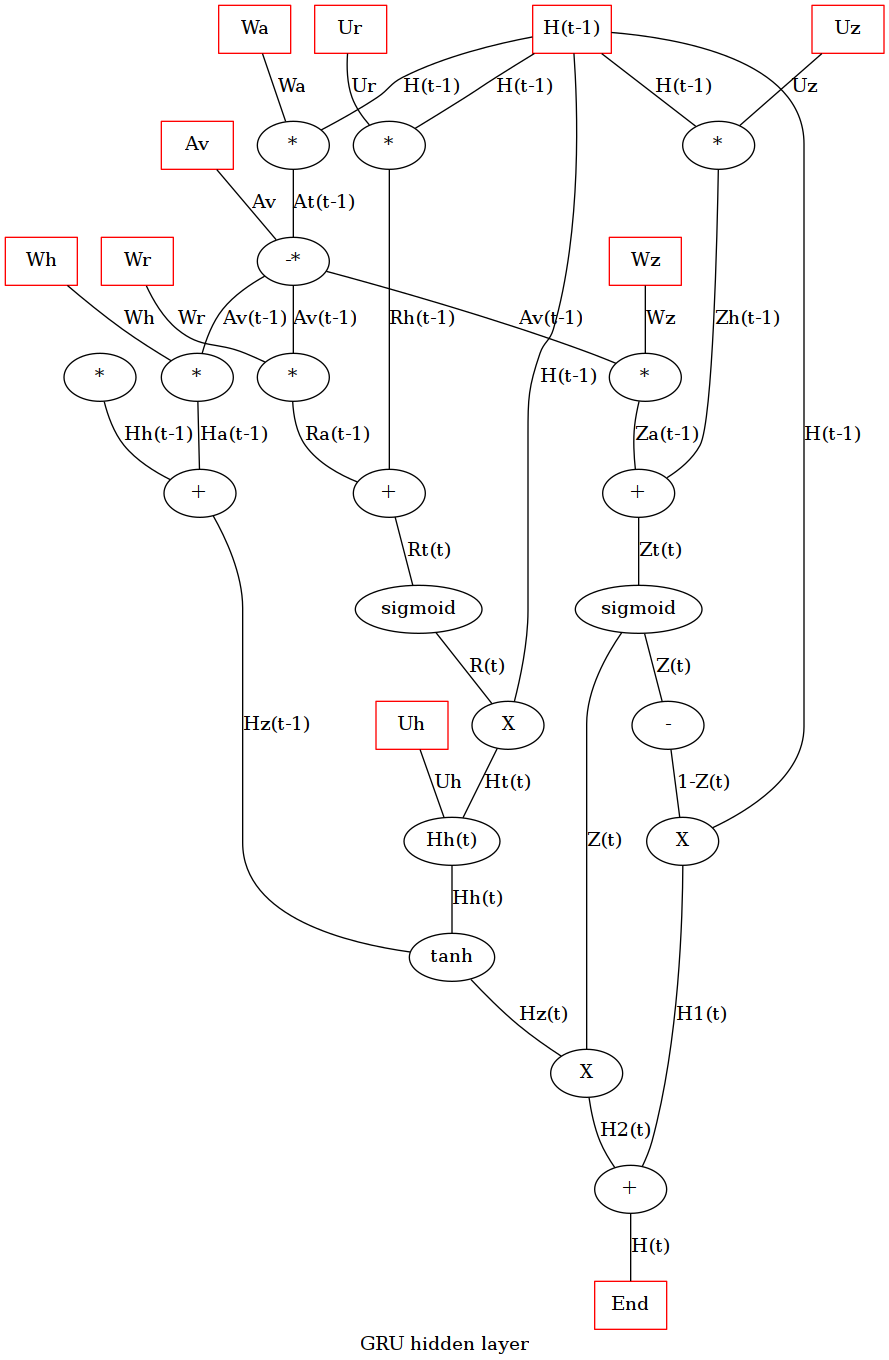 Wa Ur H(t-1) Uz
Wa Ur H(t-1) H(t-1) H(t-1) Uz
Av * * *
Av At(t-1)
Wh Wr -* Wz
Wh Wr Av(t-1) Av(t-1) Rh(t-1) Av(t-1) Wz Zh(t-1)
* * * H(t-1) *
Hh(t-1) Ha(t-1) Ra(t-1) Za(t-1) H(t-1)
+ + +
Rt(t) Zt(t)
sigmoid sigmoid
R(t) Z(t)
Hz(t-1) Uh X -
Uh Ht(t) 1-Z(t)
Hh(t) Z(t) X
Hh(t)
tanh
Hz(t) H1(t)
X
H2(t)
+
H(t)
End
GRU hidden layer